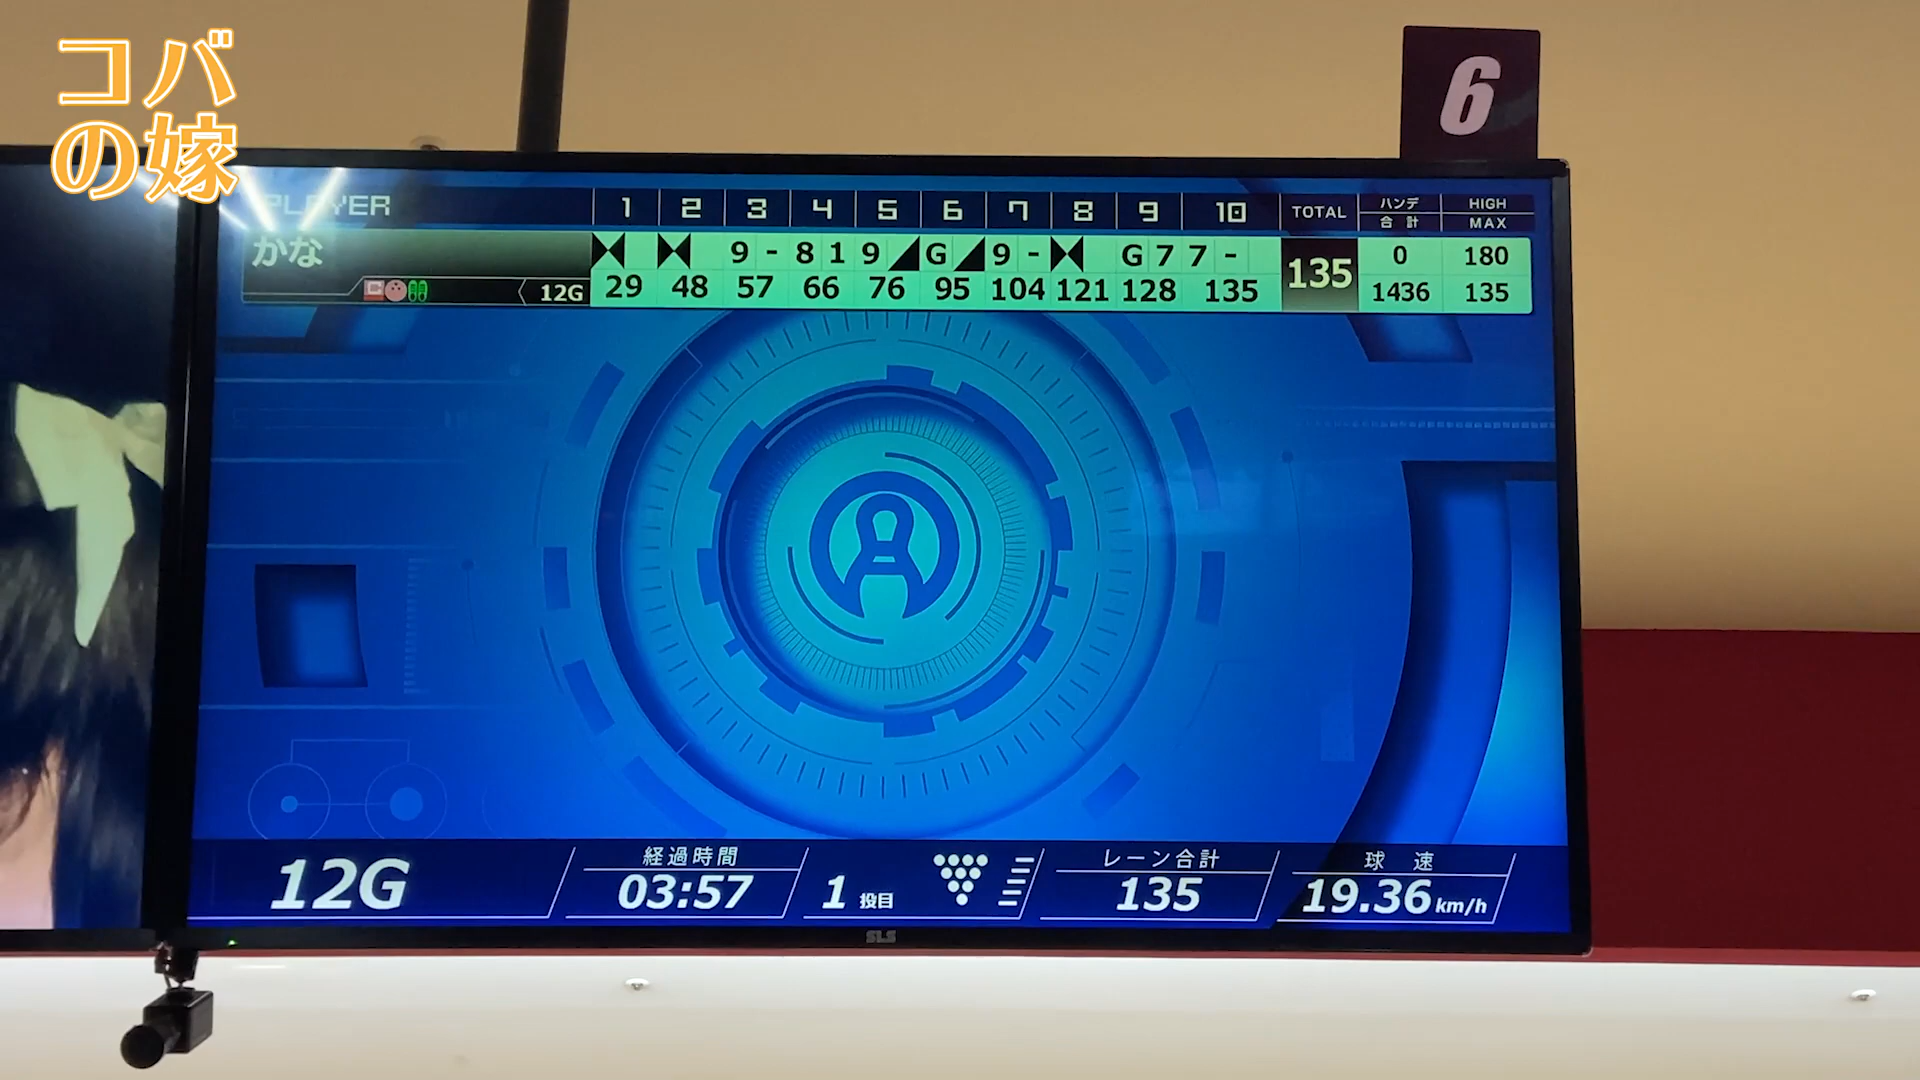 コバ
の嫁
6
PLAYER 1 2 3 4 5 6 7 8 9 10 TOTAL ハンデ HIGH
合計 MAX
かな 9 - 8 1 9 G 9 - G 7 7 - 135 0 180
12G 29 48 57 66 76 95 104 121 128 135 1436 135
12G 経過時間 レーン合計 球速
03:57 1投目 135 19.36 km/h
SLS